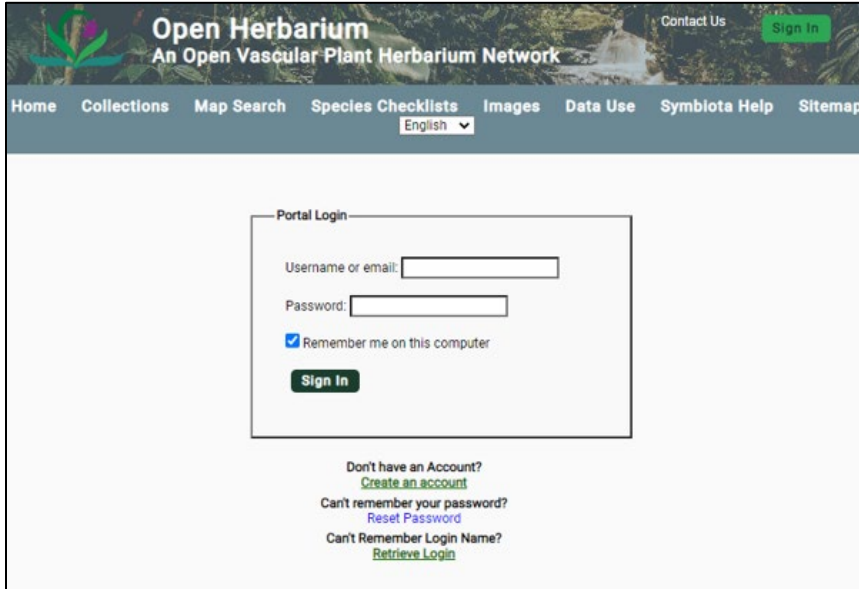 Open Herbarium
An Open Vascular Plant Herbarium Network
Contact Us
Sign In
Home Collections Map Search Species Checklists Images Data Use Symbiota Help Sitemap
English
Portal Login
Username or email:
Password:
Remember me on this computer
Sign In
Don't have an Account?
Create an account
Can't remember your password?
Reset Password
Can't Remember Login Name?
Retrieve Login